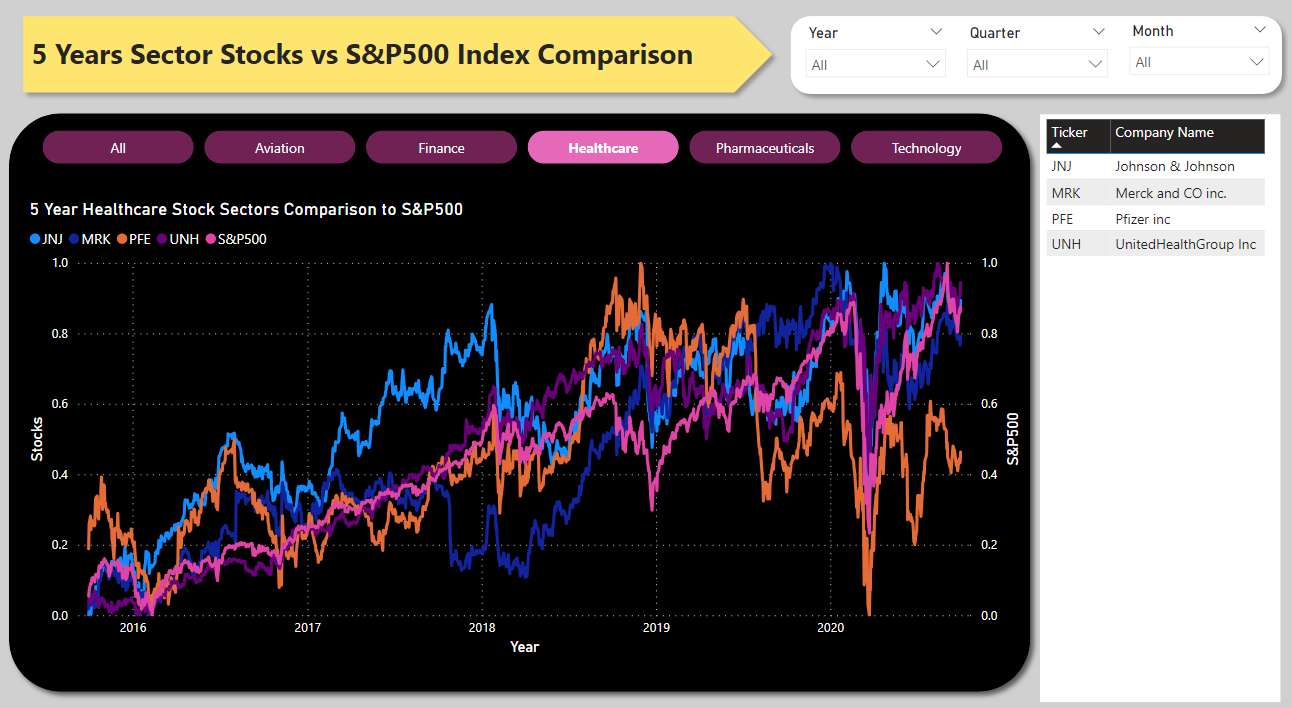 5 Years Sector Stocks vs S&P500 Index Comparison
Year Quarter Month
All All All
All Aviation Finance Healthcare Pharmaceuticals Technology
Ticker Company Name
JNJ Johnson & Johnson
MRK Merck and CO inc.
PFE Pfizer inc
UNH UnitedHealthGroup Inc
5 Year Healthcare Stock Sectors Comparison to S&P500
JNJ MRK PFE UNH S&P500
1.0 1.0
0.8 0.8
0.6 0.6
Stocks
S&P500
0.4 0.4
0.2 0.2
0.0 0.0
2016 2017 2018 2019 2020
Year